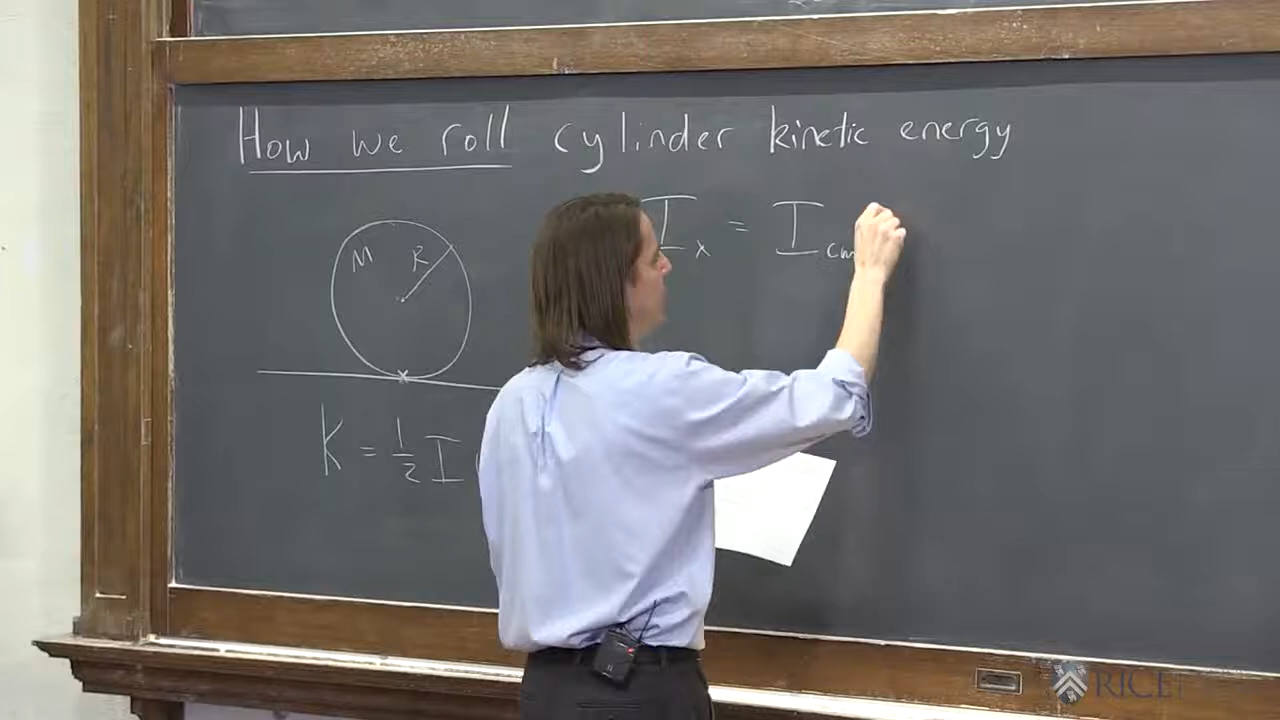 How we roll cylinder kinetic energy
M R
x
I_x = I_cm
K = 1/2 I
RICE